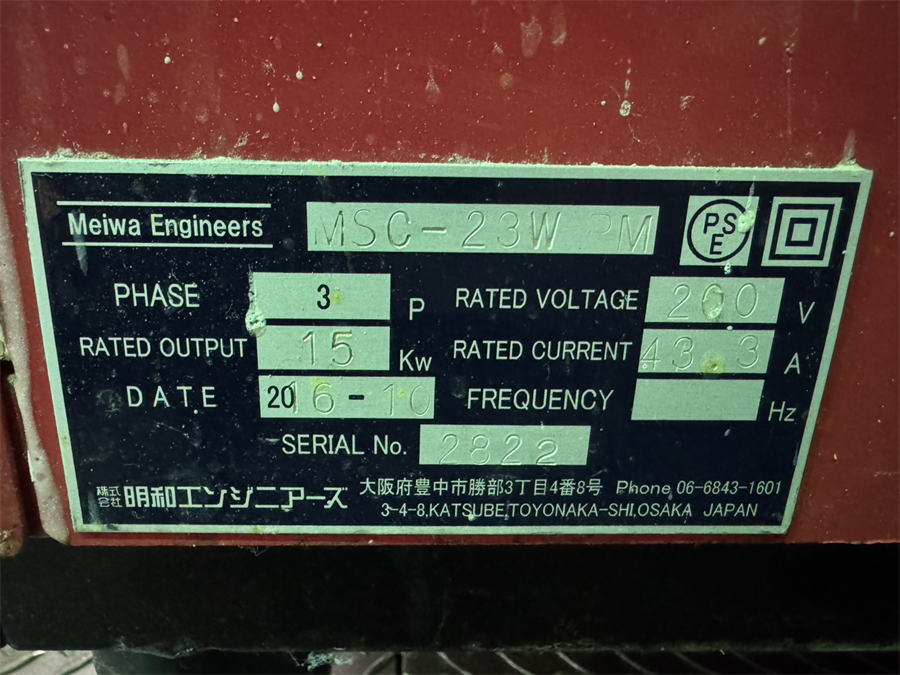 Meiwa Engineers MSC-23W PM PSE
PHASE 3 P RATED VOLTAGE 200 V
RATED OUTPUT 15 Kw RATED CURRENT 43.3 A
DATE 2016-10 FREQUENCY Hz
SERIAL No. 2822
株式会社 明和エンジニアーズ 大阪府豊中市勝部3丁目4番8号 Phone 06-6843-1601
3-4-8,KATSUBE,TOYONAKA-SHI,OSAKA JAPAN